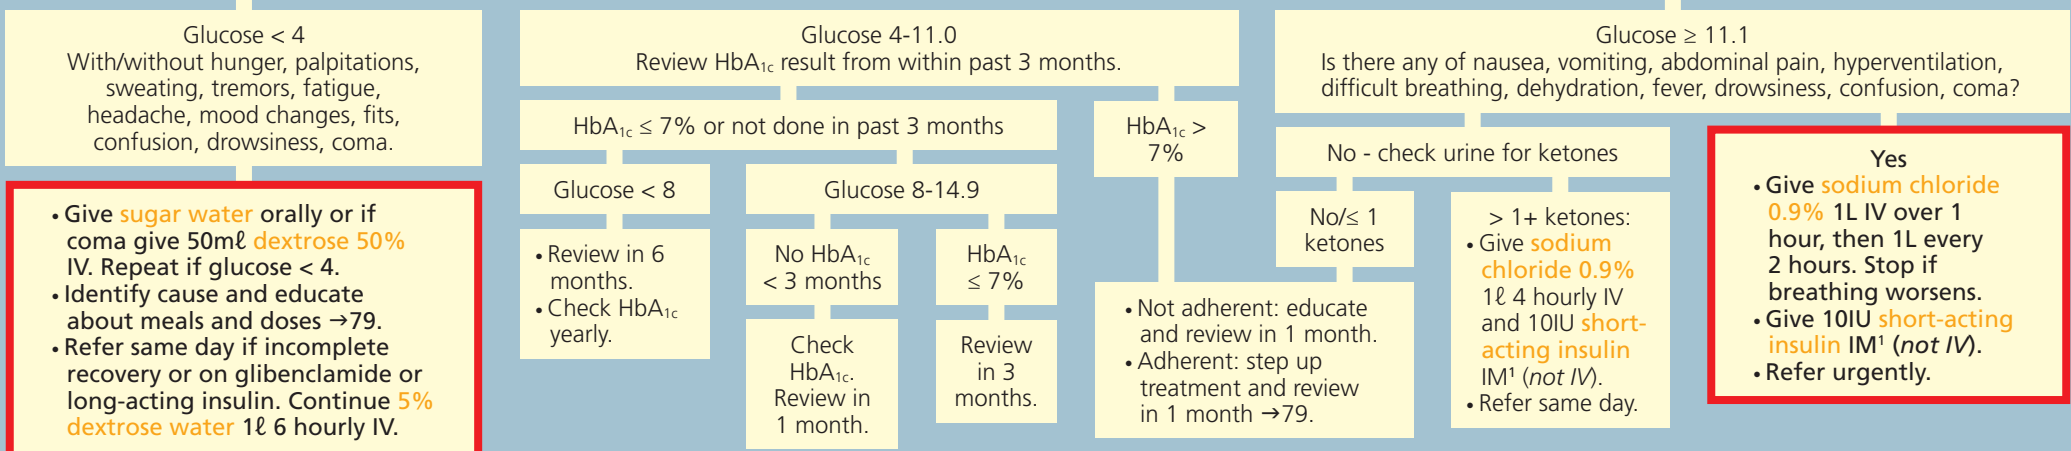 Glucose < 4
With/without hunger, palpitations,
sweating, tremors, fatigue,
headache, mood changes, fits,
confusion, drowsiness, coma.
• Give sugar water orally or if
coma give 50mℓ dextrose 50%
IV. Repeat if glucose < 4.
• Identify cause and educate
about meals and doses →79.
• Refer same day if incomplete
recovery or on glibenclamide or
long-acting insulin. Continue 5%
dextrose water 1ℓ 6 hourly IV.
Glucose 4-11.0
Review HbA1c result from within past 3 months.
HbA1c ≤ 7% or not done in past 3 months
Glucose < 8
• Review in 6
months.
• Check HbA1c
yearly.
Glucose 8-14.9
No HbA1c
< 3 months
Check
HbA1c.
Review in
1 month.
HbA1c
≤ 7%
Review
in 3
months.
HbA1c >
7%
• Not adherent: educate
and review in 1 month.
• Adherent: step up
treatment and review
in 1 month →79.
Glucose ≥ 11.1
Is there any of nausea, vomiting, abdominal pain, hyperventilation,
difficult breathing, dehydration, fever, drowsiness, confusion, coma?
No - check urine for ketones
No/≤ 1
ketones
> 1+ ketones:
• Give sodium
chloride 0.9%
1ℓ 4 hourly IV
and 10IU short-
acting insulin
IM¹ (not IV).
• Refer same day.
Yes
• Give sodium chloride
0.9% 1L IV over 1
hour, then 1L every
2 hours. Stop if
breathing worsens.
• Give 10IU short-acting
insulin IM¹ (not IV).
• Refer urgently.